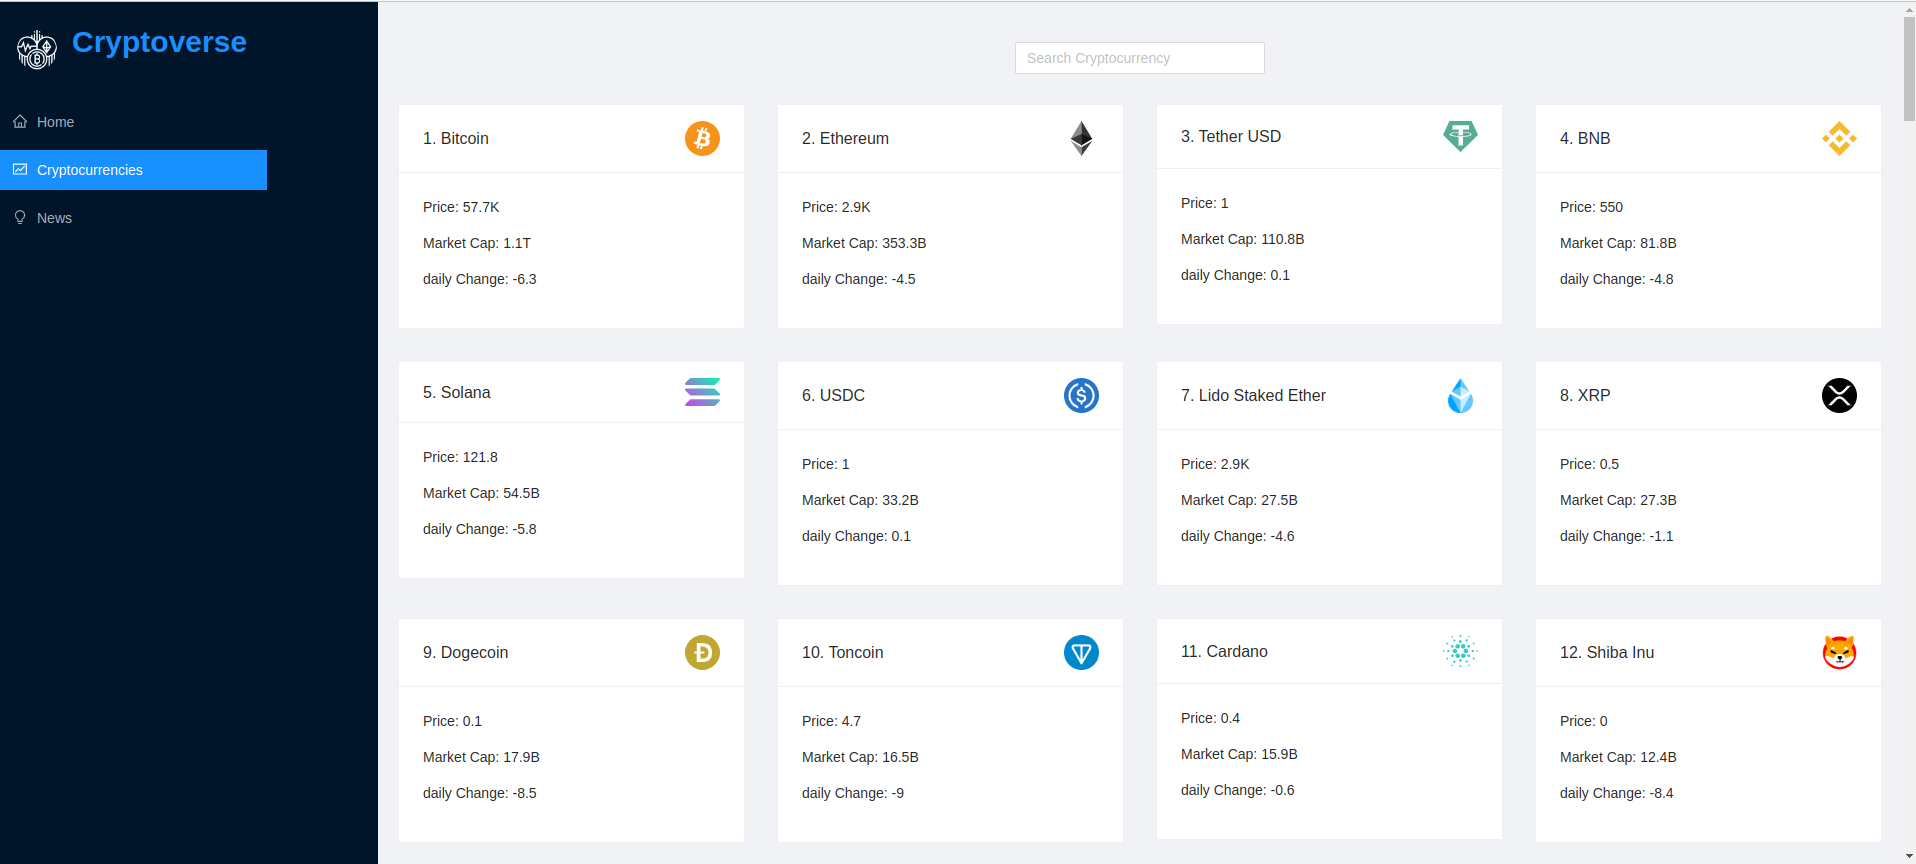 Cryptoverse
Home
Cryptocurrencies
News
Search Cryptocurrency
1. Bitcoin
Price: 57.7K
Market Cap: 1.1T
daily Change: -6.3
2. Ethereum
Price: 2.9K
Market Cap: 353.3B
daily Change: -4.5
3. Tether USD
Price: 1
Market Cap: 110.8B
daily Change: 0.1
4. BNB
Price: 550
Market Cap: 81.8B
daily Change: -4.8
5. Solana
Price: 121.8
Market Cap: 54.5B
daily Change: -5.8
6. USDC
Price: 1
Market Cap: 33.2B
daily Change: 0.1
7. Lido Staked Ether
Price: 2.9K
Market Cap: 27.5B
daily Change: -4.6
8. XRP
Price: 0.5
Market Cap: 27.3B
daily Change: -1.1
9. Dogecoin
Price: 0.1
Market Cap: 17.9B
daily Change: -8.5
10. Toncoin
Price: 4.7
Market Cap: 16.5B
daily Change: -9
11. Cardano
Price: 0.4
Market Cap: 15.9B
daily Change: -0.6
12. Shiba Inu
Price: 0
Market Cap: 12.4B
daily Change: -8.4